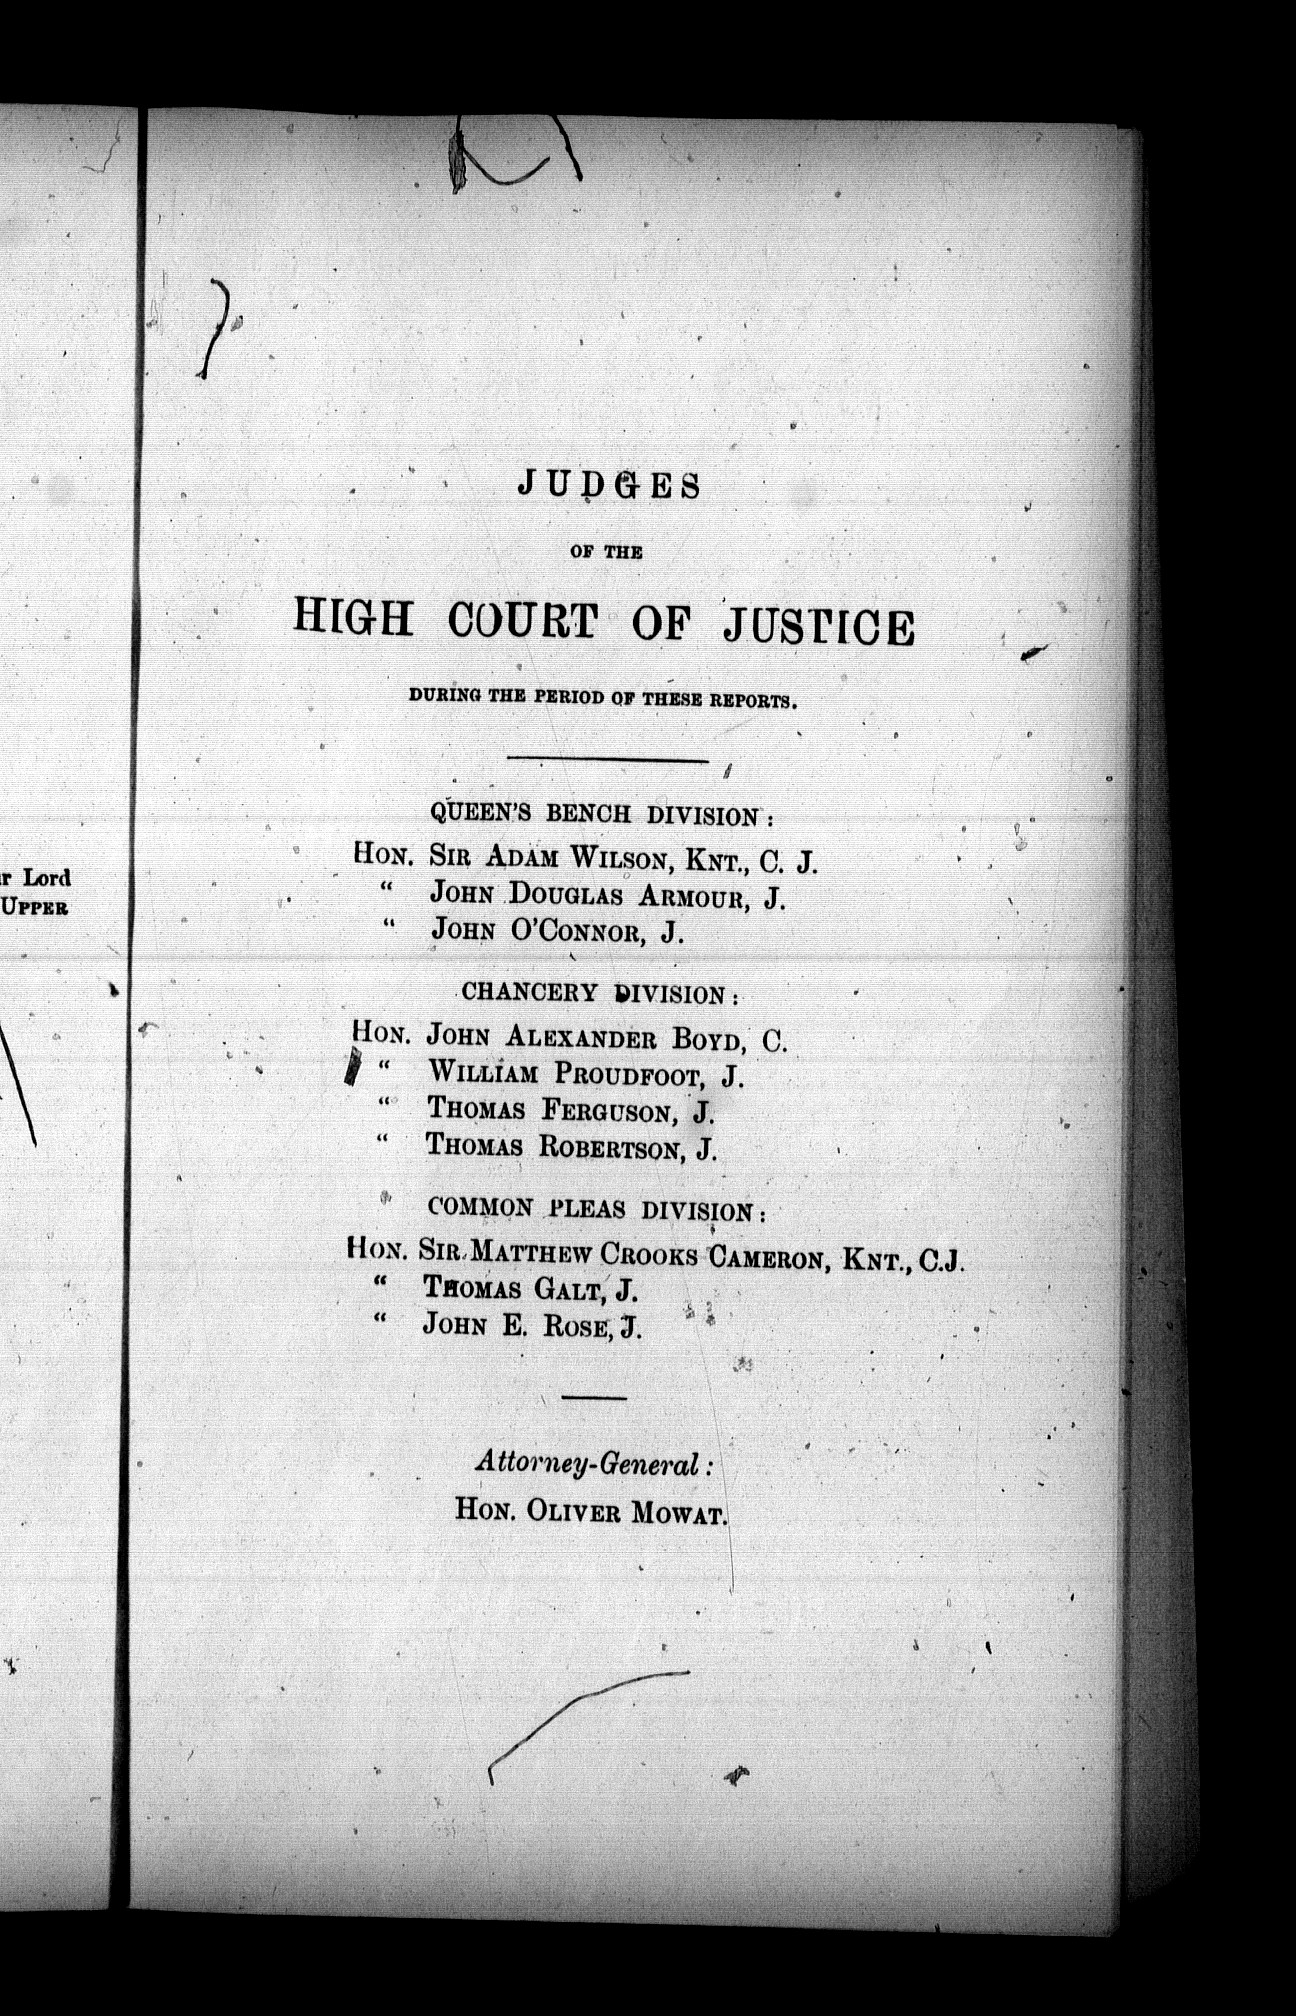 r Lord
UPPER
JUDGES
OF THE
HIGH COURT OF JUSTICE
DURING THE PERIOD OF THESE REPORTS.
QUEEN'S BENCH DIVISION:
HON. SIR ADAM WILSON, KNT., C. J.
" JOHN DOUGLAS ARMOUR, J.
" JOHN O'CONNOR, J.
CHANCERY DIVISION:
HON. JOHN ALEXANDER BOYD, C.
" WILLIAM PROUDFOOT, J.
" THOMAS FERGUSON, J.
" THOMAS ROBERTSON, J.
COMMON PLEAS DIVISION:
HON. SIR MATTHEW CROOKS CAMERON, KNT., C.J.
" THOMAS GALT, J.
" JOHN E. ROSE, J.
Attorney-General:
HON. OLIVER MOWAT.